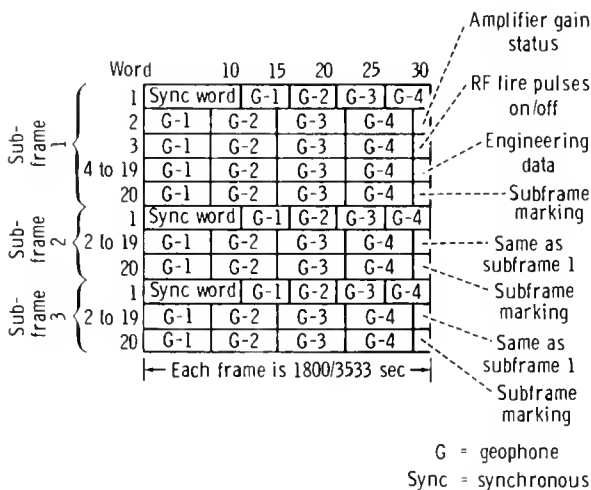 Amplifier gain
status
Word 10 15 20 25 30
RF fire pulses
on/off
1 Sync word G-1 G-2 G-3 G-4
2 G-1 G-2 G-3 G-4
3 G-1 G-2 G-3 G-4
Engineering
data
4 to 19 G-1 G-2 G-3 G-4
20 G-1 G-2 G-3 G-4
Subframe
marking
Sub-
frame
1
1 Sync word G-1 G-2 G-3 G-4
2 to 19 G-1 G-2 G-3 G-4
Same as
subframe 1
20 G-1 G-2 G-3 G-4
Subframe
marking
Sub-
frame
2
1 Sync word G-1 G-2 G-3 G-4
2 to 19 G-1 G-2 G-3 G-4
Same as
subframe 1
20 G-1 G-2 G-3 G-4
Subframe
marking
Sub-
frame
3
Each frame is 1800/3533 sec
G = geophone
Sync = synchronous